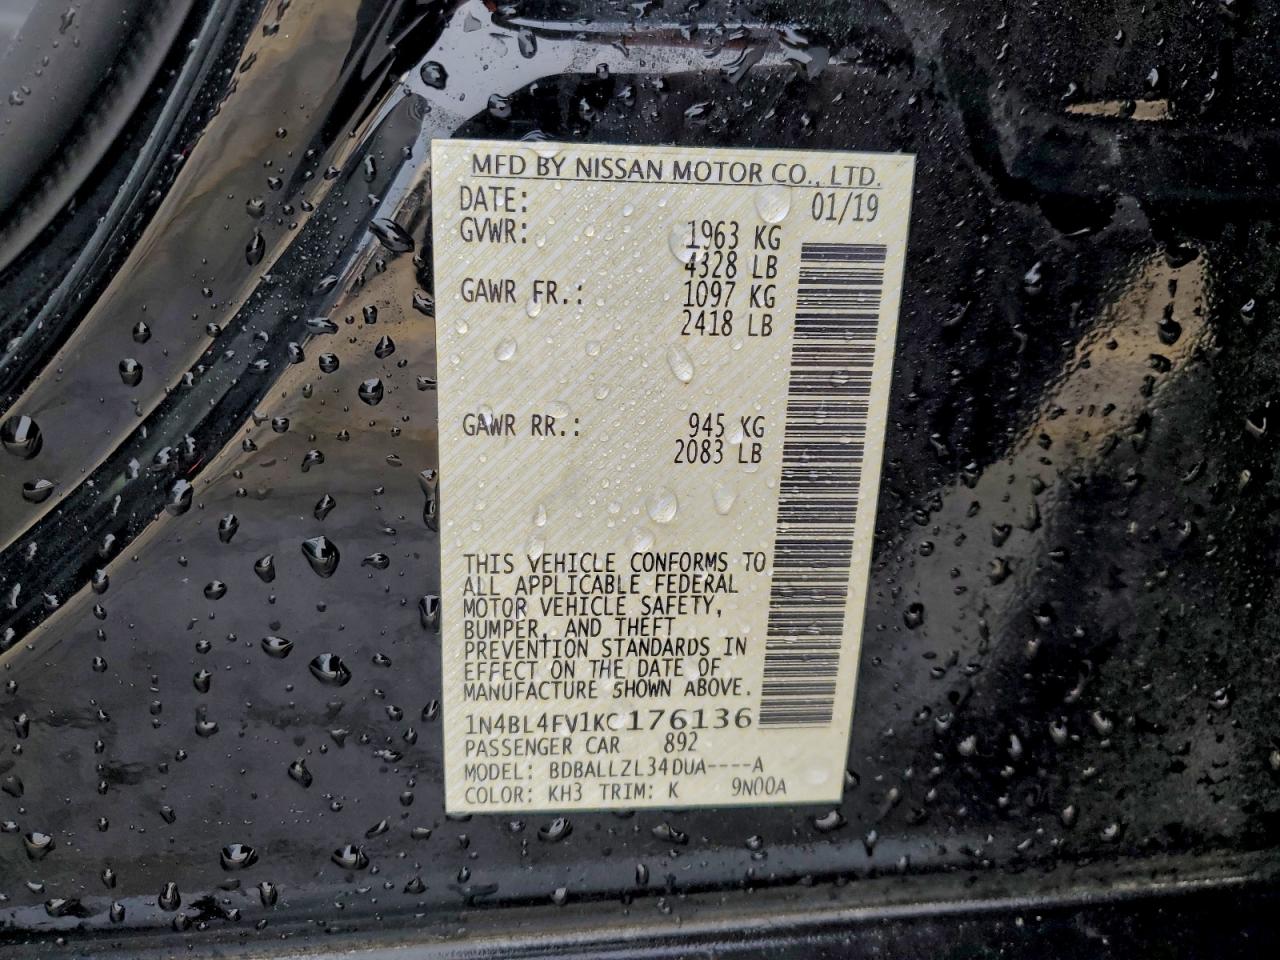 MFD BY NISSAN MOTOR CO., LTD.
DATE: 01/19
GVWR: 1963 KG
4328 LB
GAWR FR.: 1097 KG
2418 LB
GAWR RR.: 945 KG
2083 LB
THIS VEHICLE CONFORMS TO
ALL APPLICABLE FEDERAL
MOTOR VEHICLE SAFETY,
BUMPER, AND THEFT
PREVENTION STANDARDS IN
EFFECT ON THE DATE OF
MANUFACTURE SHOWN ABOVE.
1N4BL4FV1KC176136
PASSENGER CAR 892
MODEL: BDBALLZL34DUA----A
COLOR: KH3 TRIM: K 9N00A